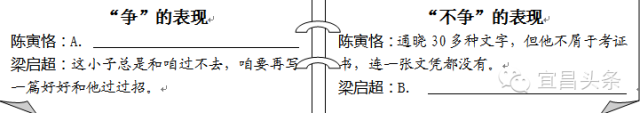 “争”的表现
陈寅恪：A.
梁启超：这小子总是和咱过不去，咱要再写
一篇好好和他过过招。
“不争”的表现
陈寅恪：通晓 30 多种文字，但他不屑于考证
书，连一张文凭都没有。
梁启超：B.
宜昌头条